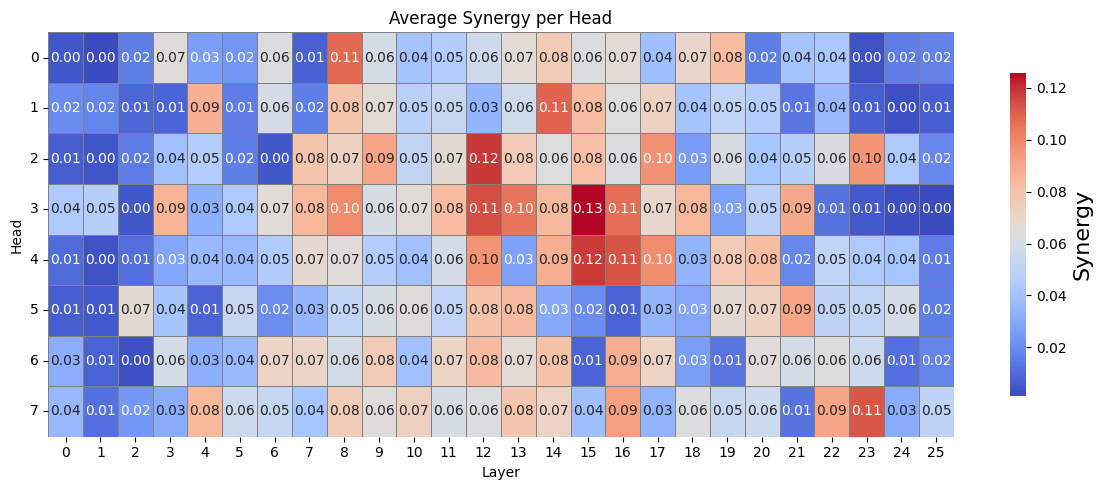 Average Synergy per Head
0 0.00 0.00 0.02 0.07 0.03 0.02 0.06 0.01 0.11 0.06 0.04 0.05 0.06 0.07 0.08 0.06 0.07 0.04 0.07 0.08 0.02 0.04 0.04 0.00 0.02 0.02
1 0.02 0.02 0.01 0.01 0.09 0.01 0.06 0.02 0.08 0.07 0.05 0.05 0.03 0.06 0.11 0.08 0.06 0.07 0.04 0.05 0.05 0.01 0.04 0.01 0.00 0.01
2 0.01 0.00 0.02 0.04 0.05 0.02 0.00 0.08 0.07 0.09 0.05 0.07 0.12 0.08 0.06 0.08 0.06 0.10 0.03 0.06 0.04 0.05 0.06 0.10 0.04 0.02
3 0.04 0.05 0.00 0.09 0.03 0.04 0.07 0.08 0.10 0.06 0.07 0.08 0.11 0.10 0.08 0.13 0.11 0.07 0.08 0.03 0.05 0.09 0.01 0.01 0.00 0.00
4 0.01 0.00 0.01 0.03 0.04 0.04 0.05 0.07 0.07 0.05 0.04 0.06 0.10 0.03 0.09 0.12 0.11 0.10 0.03 0.08 0.08 0.02 0.05 0.04 0.04 0.01
5 0.01 0.01 0.07 0.04 0.01 0.05 0.02 0.03 0.05 0.06 0.06 0.05 0.08 0.08 0.03 0.02 0.01 0.03 0.03 0.07 0.07 0.09 0.05 0.05 0.06 0.02
6 0.03 0.01 0.00 0.06 0.03 0.04 0.07 0.07 0.06 0.08 0.04 0.07 0.08 0.07 0.08 0.01 0.09 0.07 0.03 0.01 0.07 0.06 0.06 0.06 0.01 0.02
7 0.04 0.01 0.02 0.03 0.08 0.06 0.05 0.04 0.08 0.06 0.07 0.06 0.06 0.08 0.07 0.04 0.09 0.03 0.06 0.05 0.06 0.01 0.09 0.11 0.03 0.05
0 1 2 3 4 5 6 7 8 9 10 11 12 13 14 15 16 17 18 19 20 21 22 23 24 25
Layer
Head
0.12
0.10
0.08
0.06
0.04
0.02
Synergy